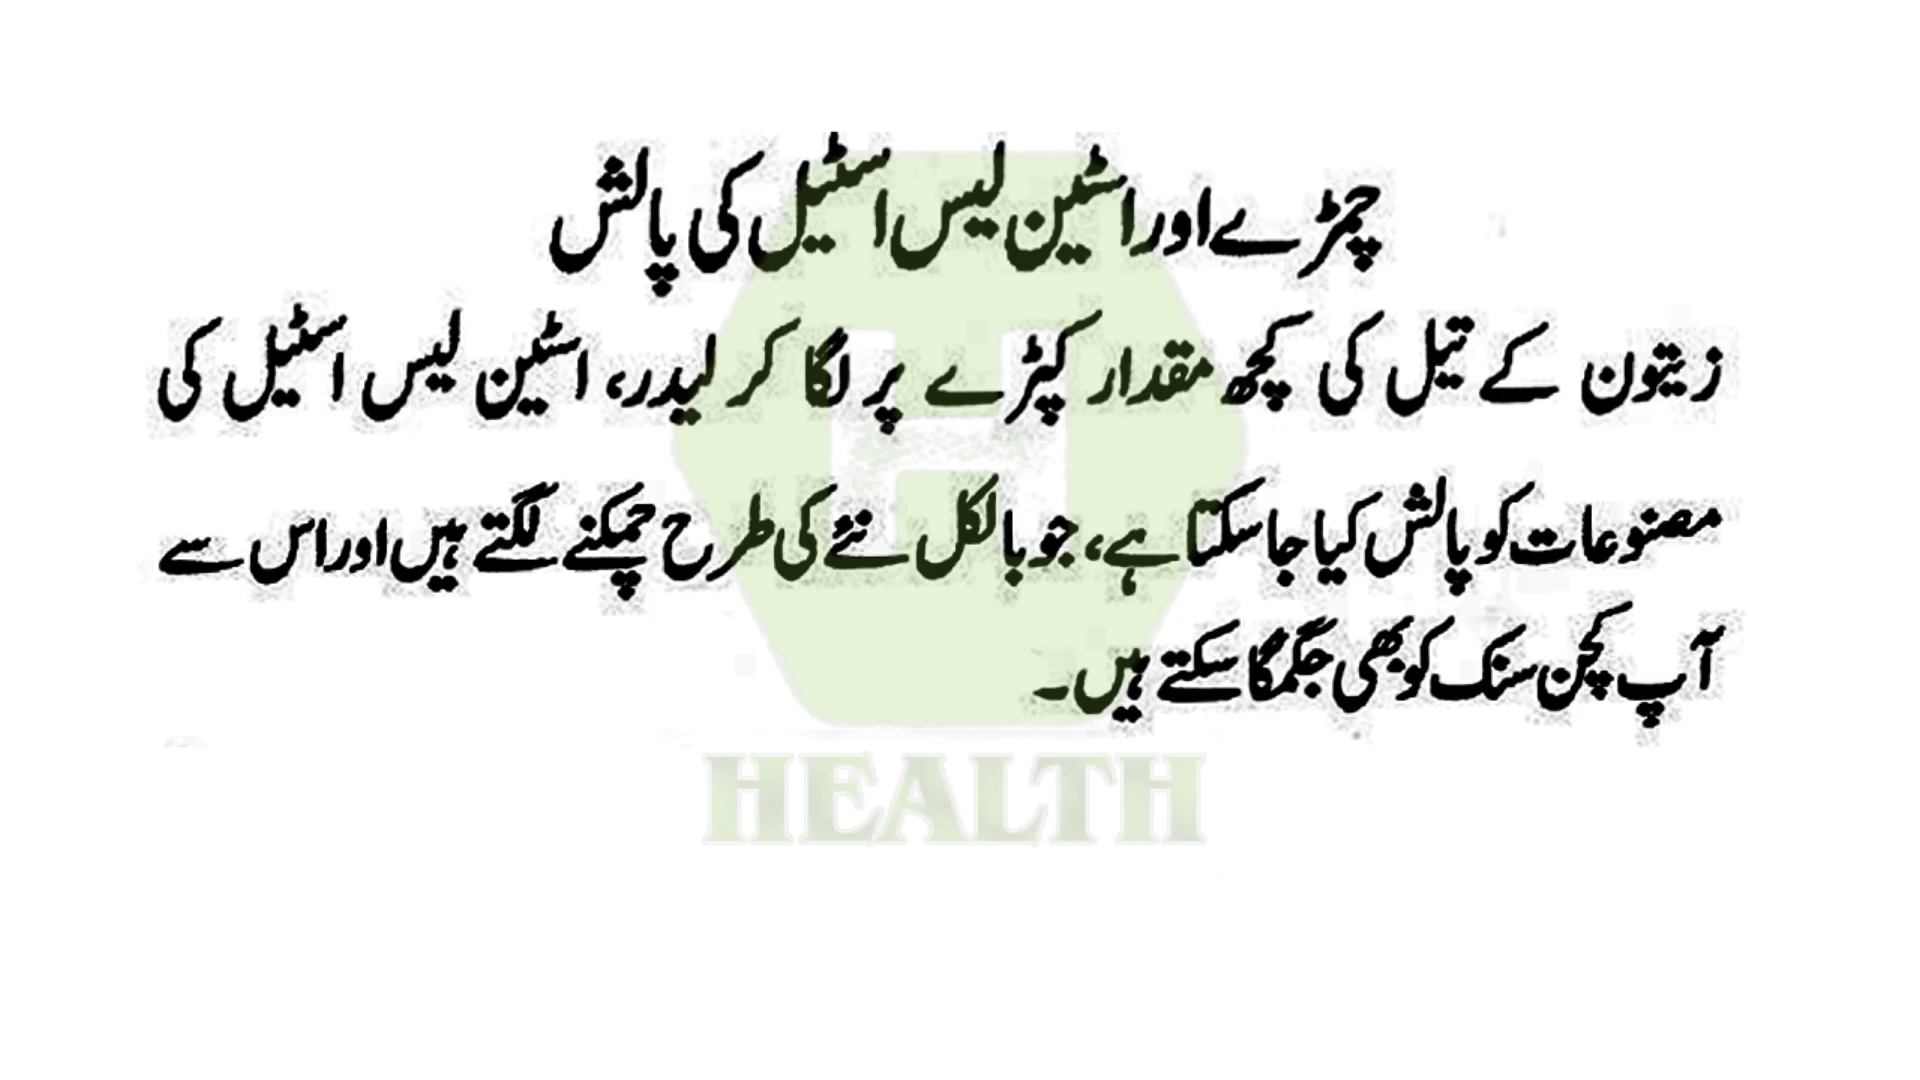 چمڑے اور اسٹین لیس اسٹیل کی پالش
زیتون کے تیل کی کچھ مقدار کپڑے پر لگا کر لیدر، اسٹین لیس اسٹیل کی
مصنوعات کو پالش کیا جا سکتا ہے، جو بالکل نئے کی طرح چمکنے لگتے ہیں اور اس سے
آپ کچن سنک کو بھی جگمگا سکتے ہیں۔
HEALTH